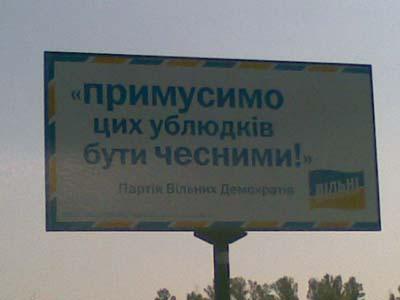 «примусимо
цих ублюдків
бути чесними!»
Партія Вільних Демократів
ВІЛЬНІ